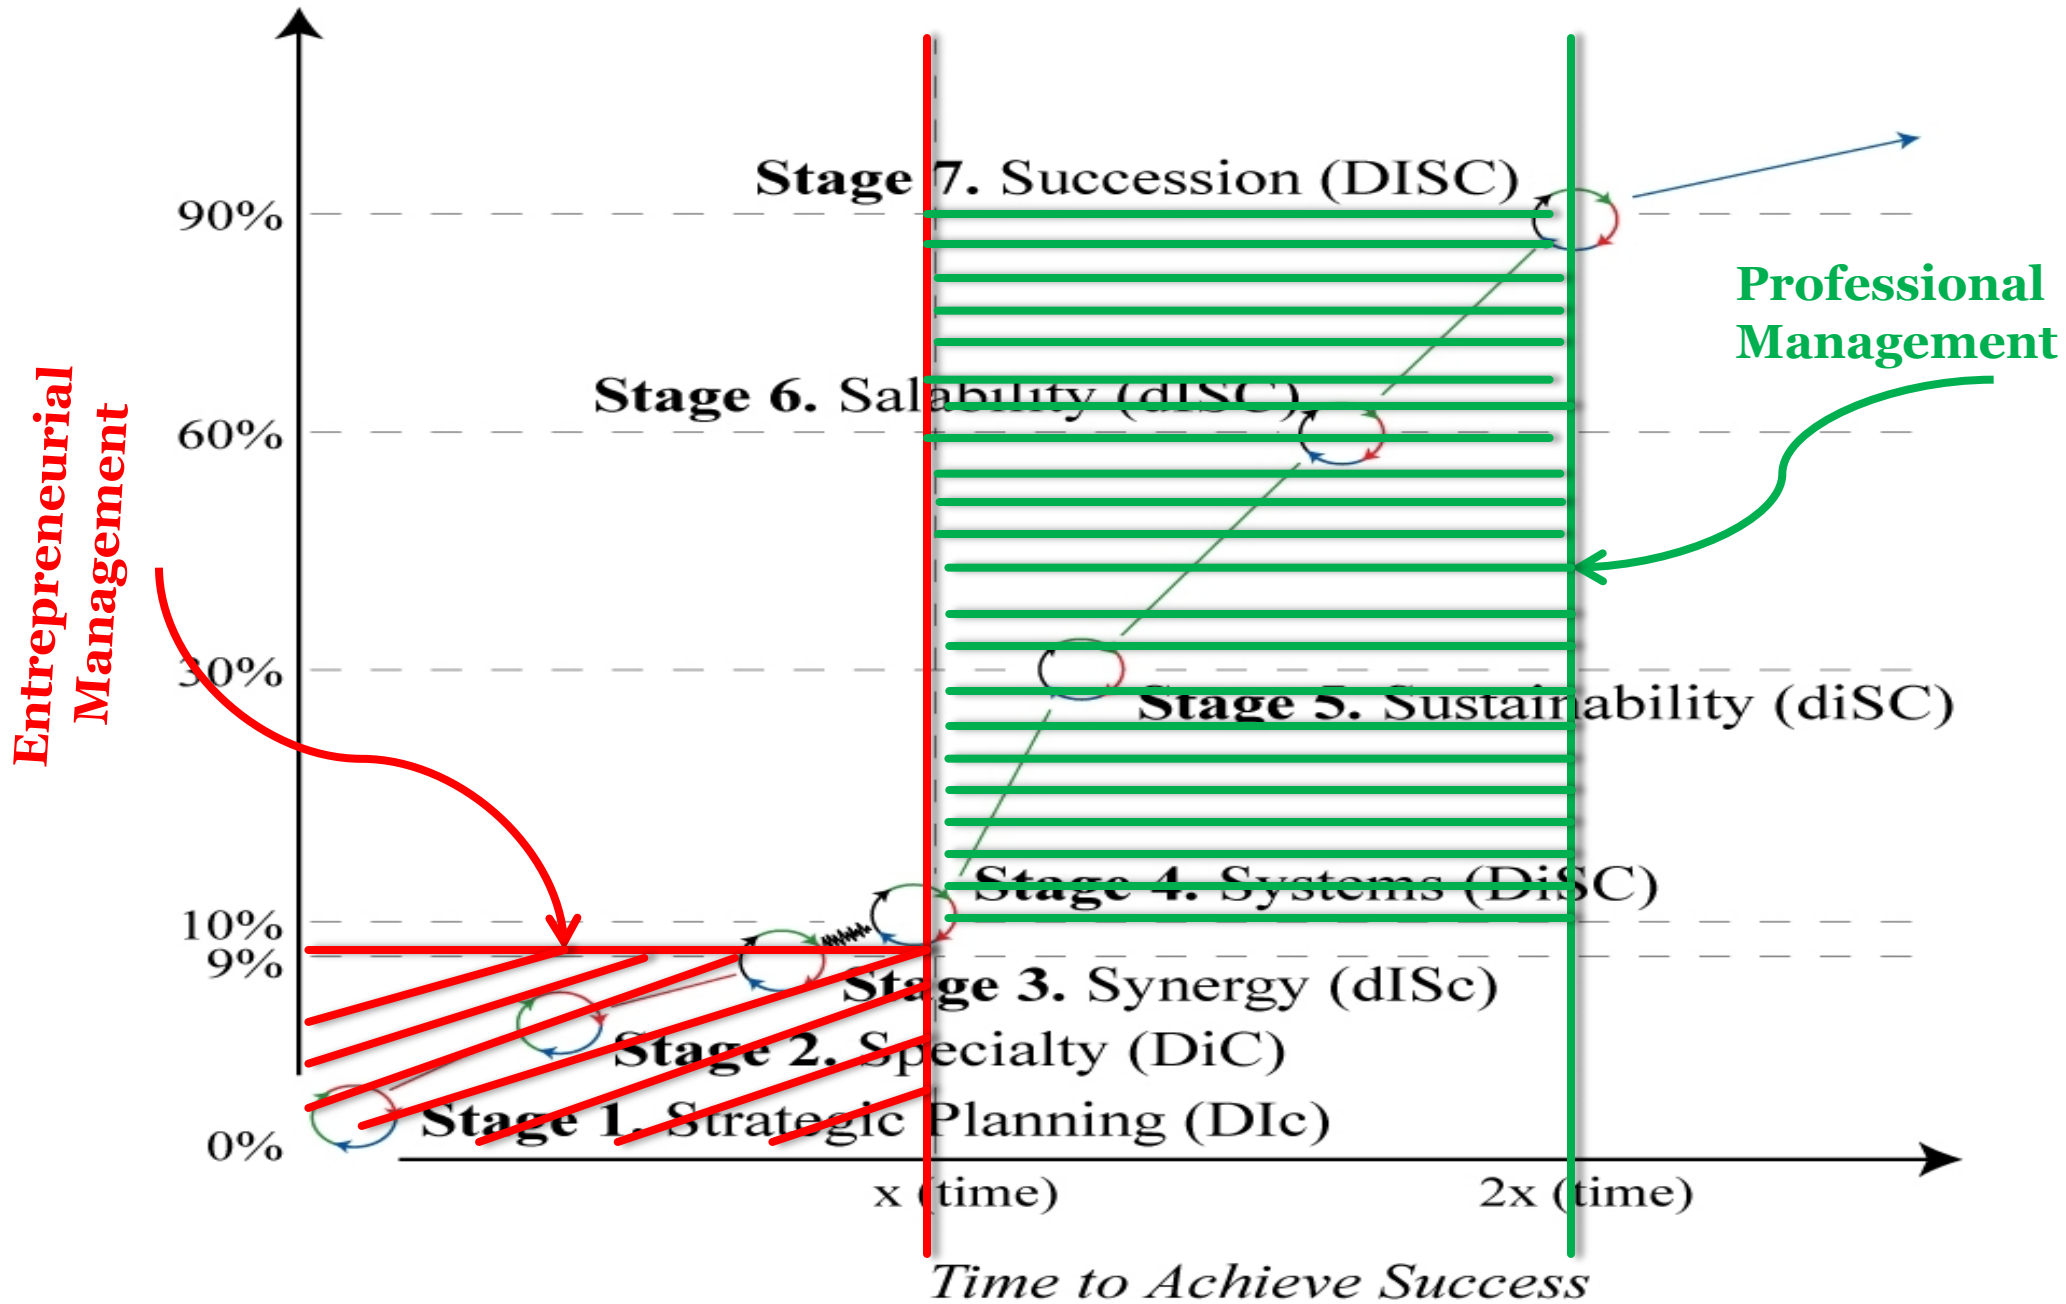 Stage 7. Succession (DISC)
90%
Professional
Management
Entrepreneurial
Management
Stage 6. Salability (dISC)
60%
30%
Stage 5. Sustainability (diSC)
Stage 4. Systems (DiSC)
10%
9%
Stage 3. Synergy (dISc)
Stage 2. Specialty (DiC)
Stage 1. Strategic Planning (DIc)
0%
x (time)
2x (time)
Time to Achieve Success